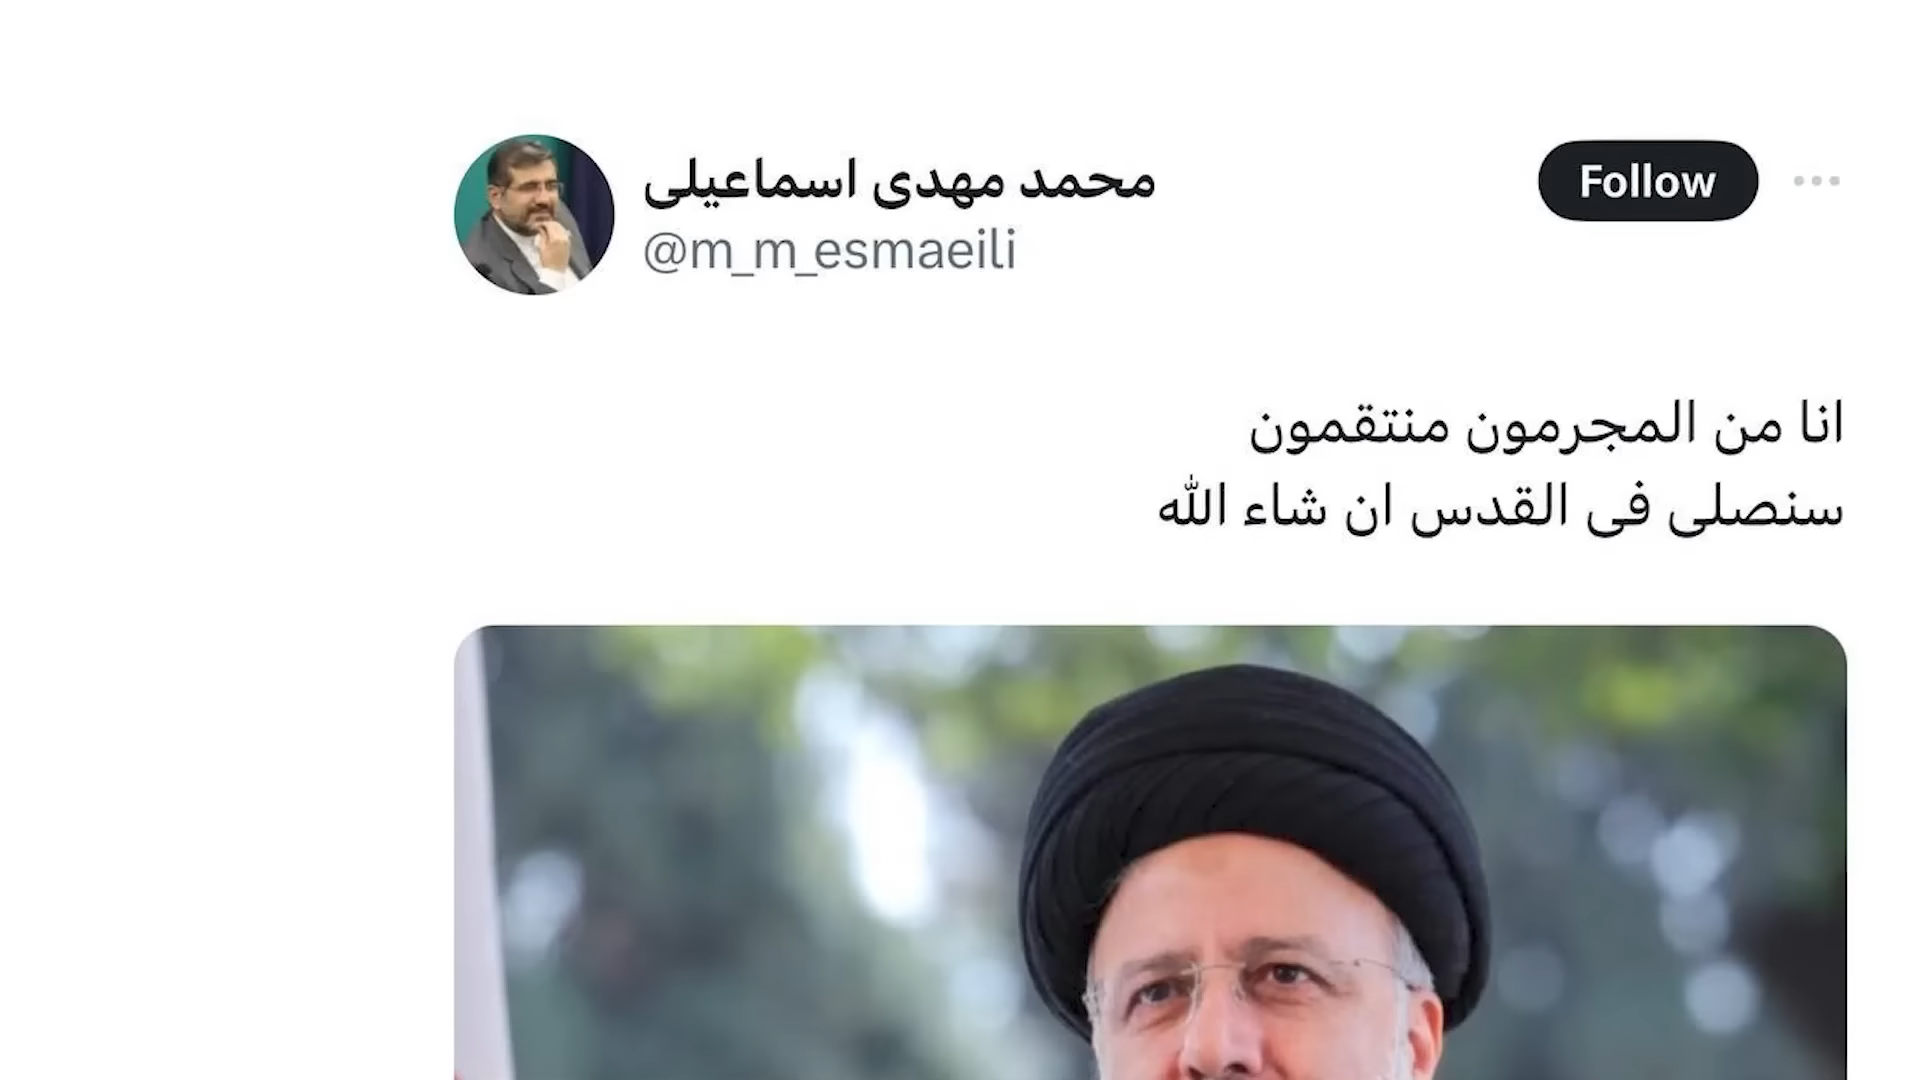 محمد مهدی اسماعیلی
@m_m_esmaeili
Follow
انا من المجرمون منتقمون
سنصلی فی القدس ان شاء الله